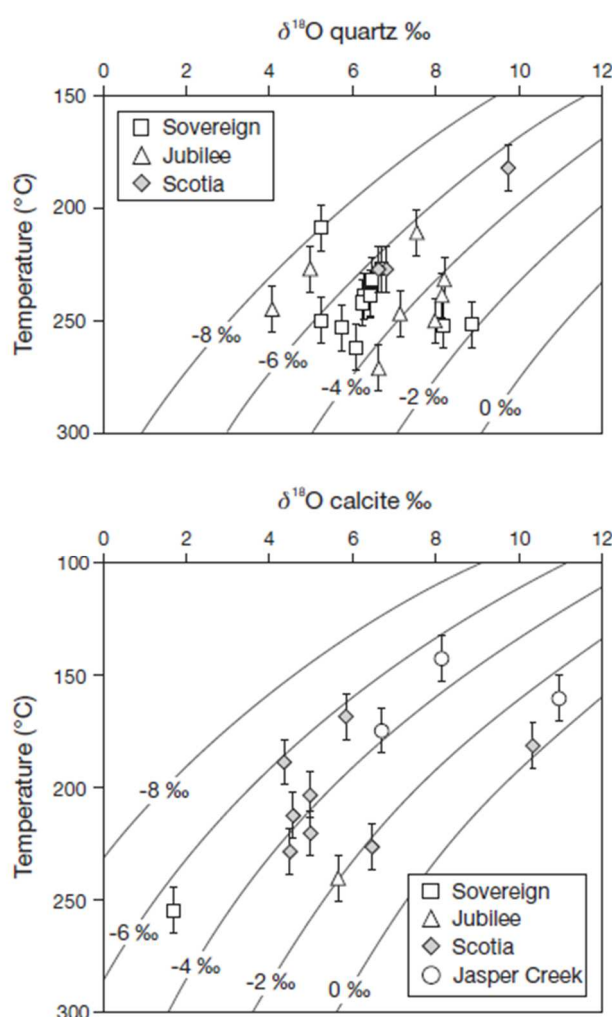 δ¹⁸O quartz ‰
0 2 4 6 8 10 12
150
200
250
300
Temperature (°C)
Sovereign
Jubilee
Scotia
-8 ‰
-6 ‰
-4 ‰
-2 ‰
0 ‰
δ¹⁸O calcite ‰
0 2 4 6 8 10 12
100
150
200
250
300
Temperature (°C)
-8 ‰
-6 ‰
-4 ‰
-2 ‰
0 ‰
Sovereign
Jubilee
Scotia
Jasper Creek